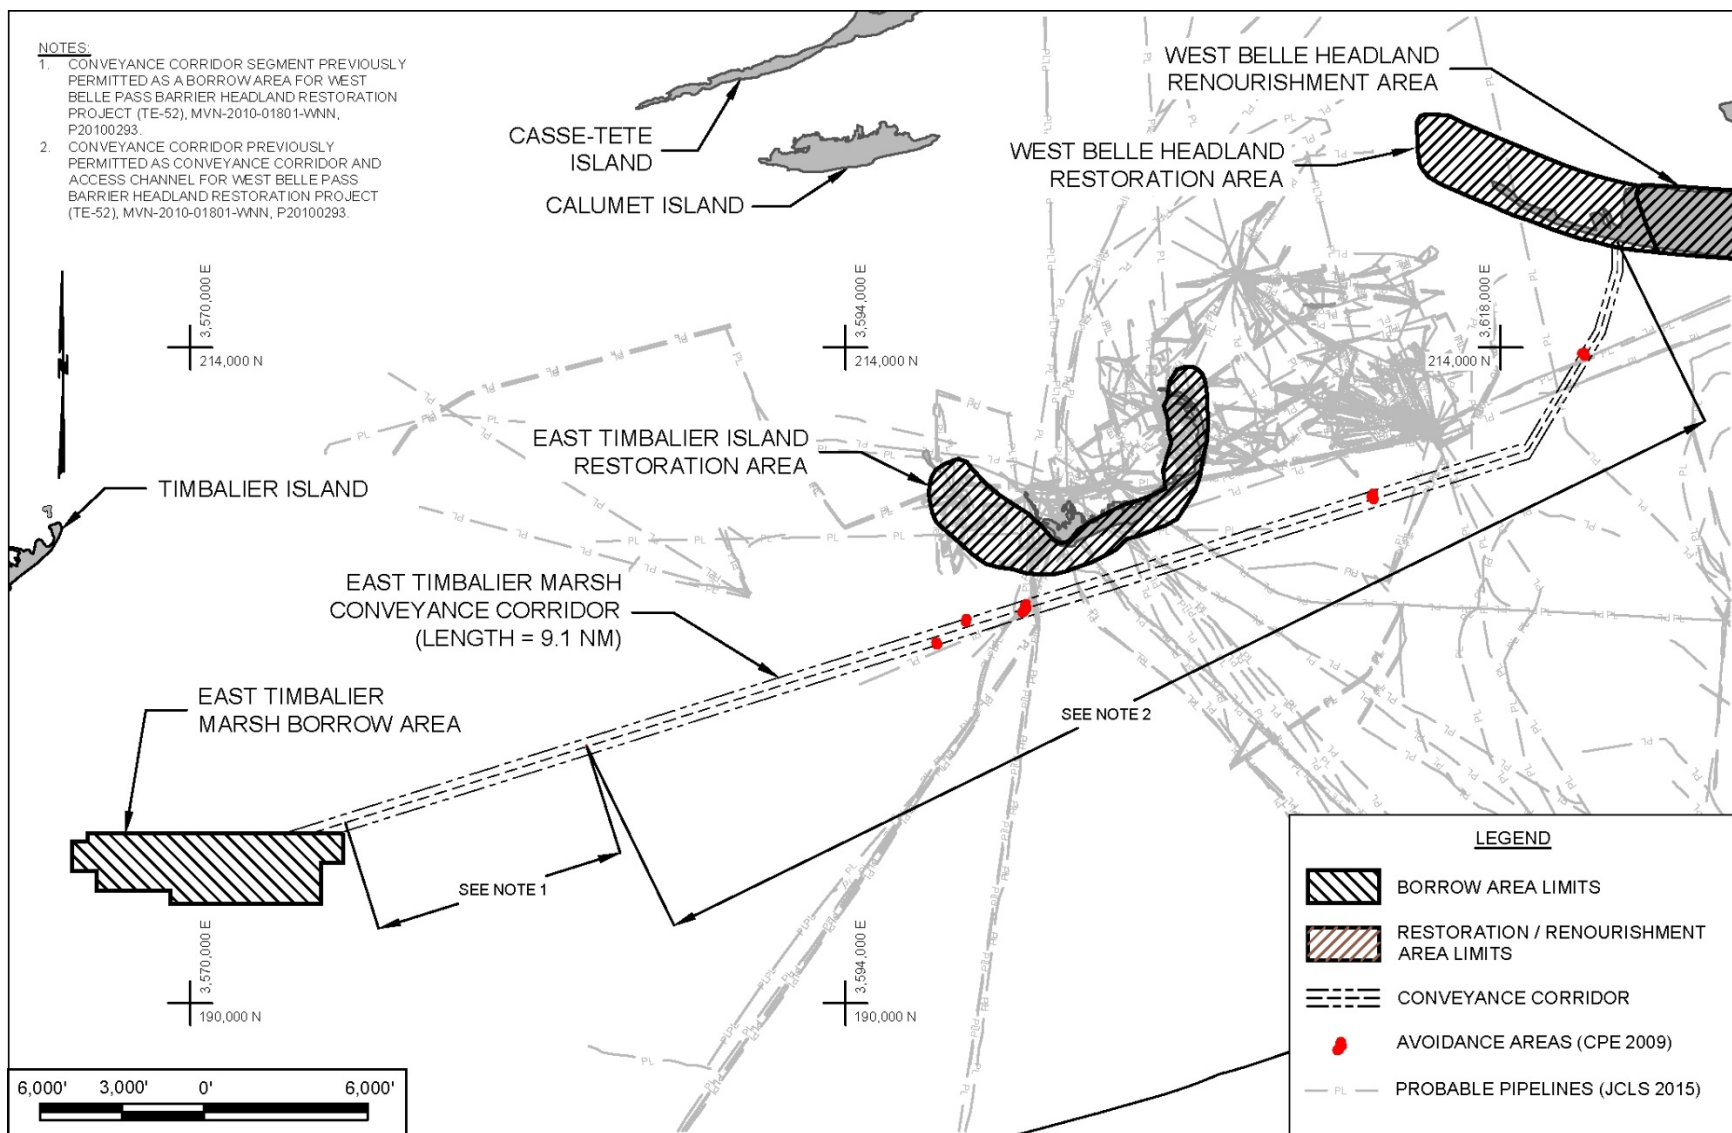 NOTES:
1. CONVEYANCE CORRIDOR SEGMENT PREVIOUSLY
PERMITTED AS A BORROW AREA FOR WEST
BELLE PASS BARRIER HEADLAND RESTORATION
PROJECT (TE-52), MVN-2010-01801-WNN,
P20100293.
2. CONVEYANCE CORRIDOR PREVIOUSLY
PERMITTED AS CONVEYANCE CORRIDOR AND
ACCESS CHANNEL FOR WEST BELLE PASS
BARRIER HEADLAND RESTORATION PROJECT
(TE-52), MVN-2010-01801-WNN, P20100293.
CASSE-TETE
ISLAND
CALUMET ISLAND
WEST BELLE HEADLAND
RENOURISHMENT AREA
WEST BELLE HEADLAND
RESTORATION AREA
N
3,570,000 E
214,000 N
3,594,000 E
214,000 N
3,618,000 E
214,000 N
TIMBALIER ISLAND
EAST TIMBALIER ISLAND
RESTORATION AREA
EAST TIMBALIER MARSH
CONVEYANCE CORRIDOR
(LENGTH = 9.1 NM)
EAST TIMBALIER
MARSH BORROW AREA
SEE NOTE 1
SEE NOTE 2
3,570,000 E
190,000 N
3,594,000 E
190,000 N
6,000' 3,000' 0' 6,000'
LEGEND
BORROW AREA LIMITS
RESTORATION / RENOURISHMENT
AREA LIMITS
CONVEYANCE CORRIDOR
AVOIDANCE AREAS (CPE 2009)
PL PROBABLE PIPELINES (JCLS 2015)